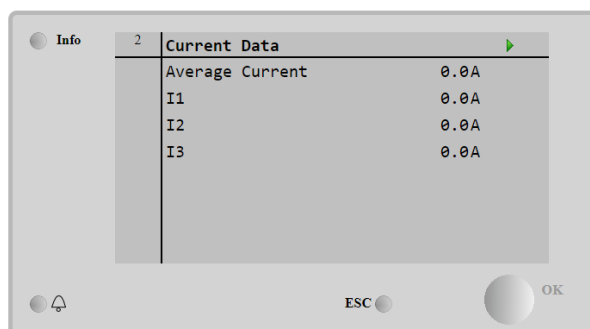 Info
2 Current Data
Average Current 0.0A
I1 0.0A
I2 0.0A
I3 0.0A
ESC
OK